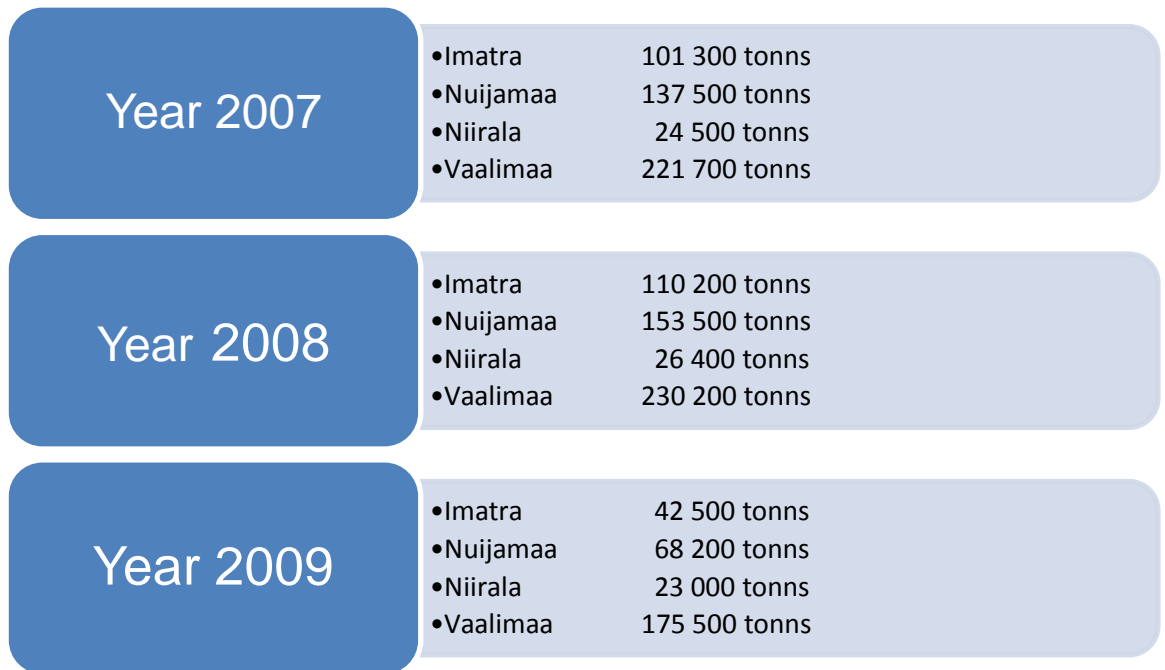 Year 2007
•Imatra 101 300 tonns
•Nuijamaa 137 500 tonns
•Niirala 24 500 tonns
•Vaalimaa 221 700 tonns
Year 2008
•Imatra 110 200 tonns
•Nuijamaa 153 500 tonns
•Niirala 26 400 tonns
•Vaalimaa 230 200 tonns
Year 2009
•Imatra 42 500 tonns
•Nuijamaa 68 200 tonns
•Niirala 23 000 tonns
•Vaalimaa 175 500 tonns